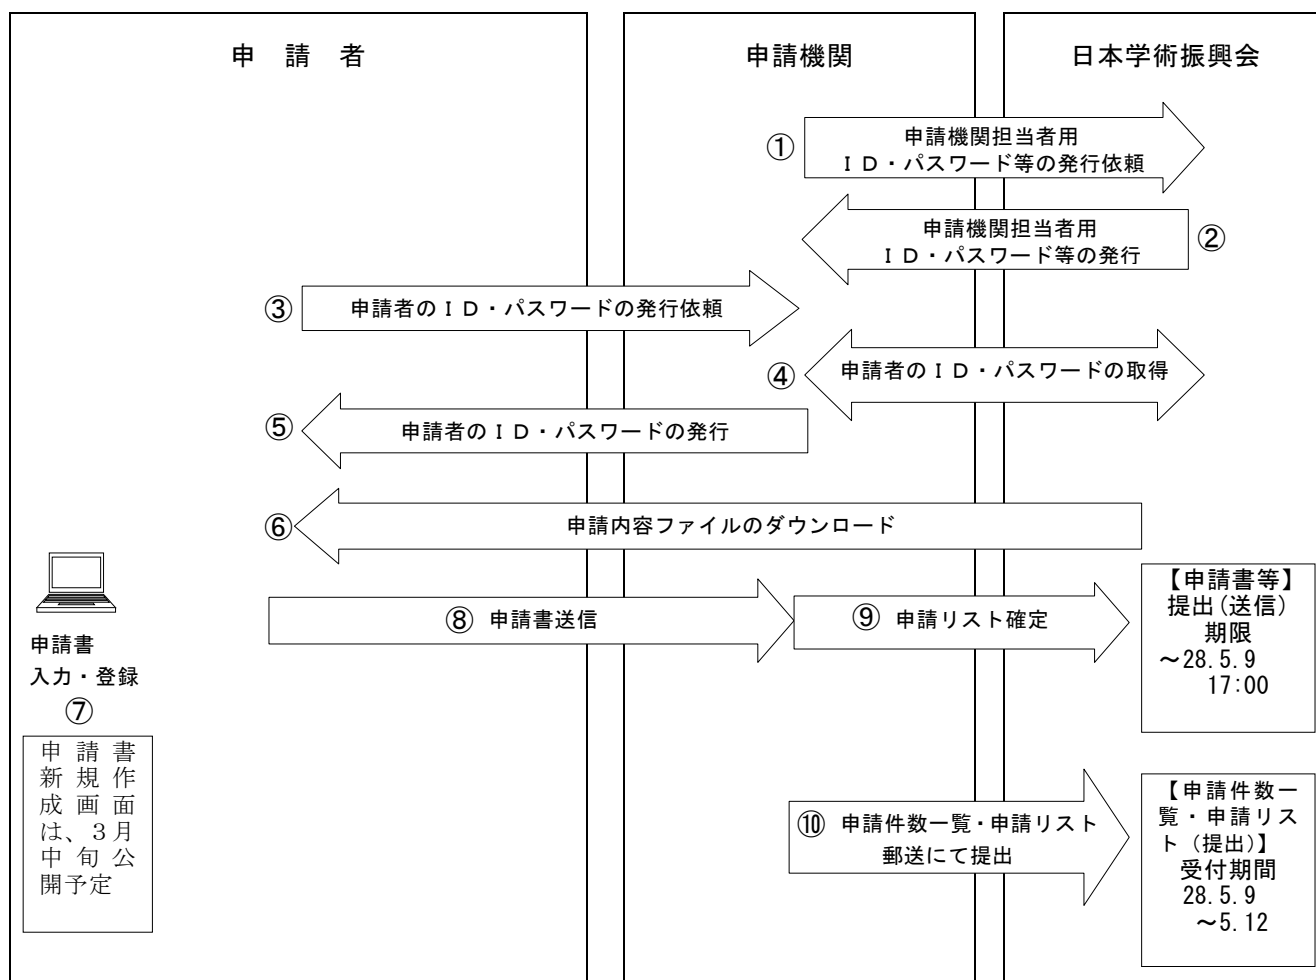 申 請 者
申請機関
日本学術振興会
①
申請機関担当者用
ＩＤ・パスワード等の発行依頼
申請機関担当者用
ＩＤ・パスワード等の発行
②
③
申請者のＩＤ・パスワードの発行依頼
④
申請者のＩＤ・パスワードの取得
⑤
申請者のＩＤ・パスワードの発行
⑥
申請内容ファイルのダウンロード
⑧ 申請書送信
⑨ 申請リスト確定
【申請書等】
提出(送信)
期限
～28.5.9
17:00
申請書
入力・登録
⑦
申請書
新規作
成画面
は、３月
中旬公
開予定
⑩ 申請件数一覧・申請リスト
郵送にて提出
【申請件数一
覧・申請リス
ト（提出）】
受付期間
28.5.9
～5.12